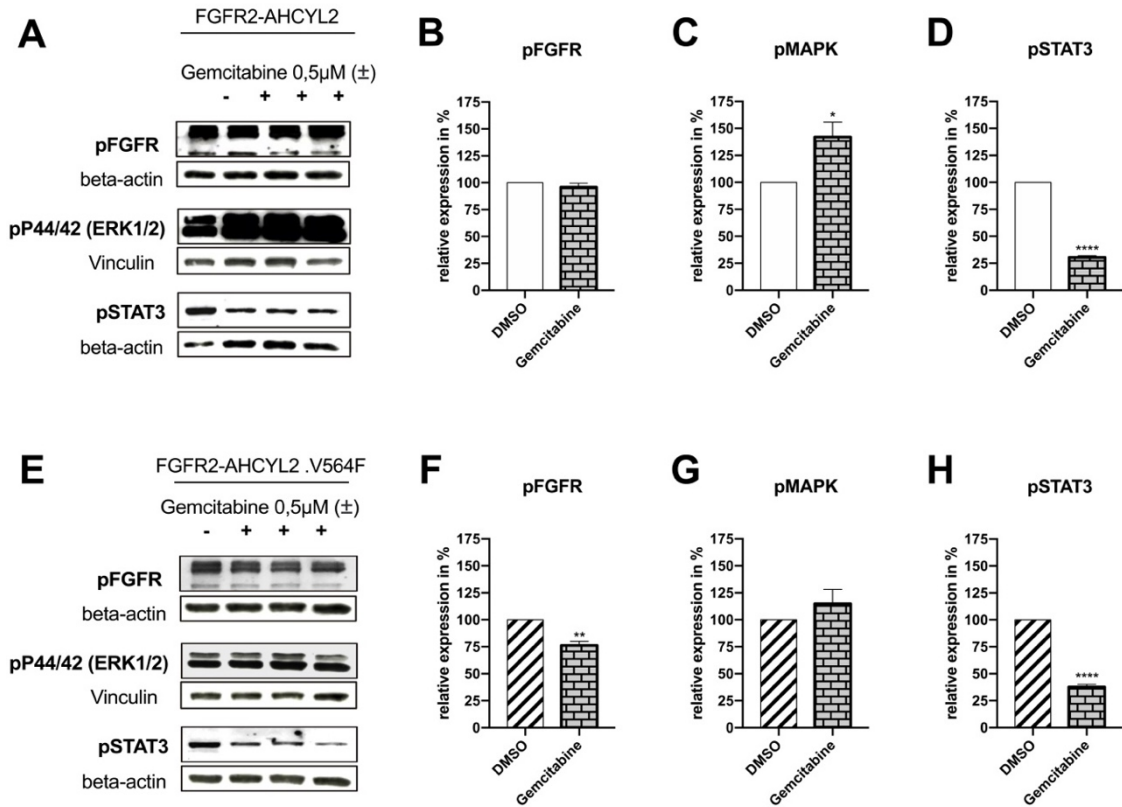 A
FGFR2-AHCYL2
Gemcitabine 0,5µM (±)
- + + +
pFGFR
beta-actin
pP44/42 (ERK1/2)
Vinculin
pSTAT3
beta-actin
B
pFGFR
relative expression in %
175
150
125
100
75
50
25
0
DMSO
Gemcitabine
C
pMAPK
relative expression in %
175
150
125
100
75
50
25
0
*
DMSO
Gemcitabine
D
pSTAT3
relative expression in %
175
150
125
100
75
50
25
0
****
DMSO
Gemcitabine
E
FGFR2-AHCYL2 .V564F
Gemcitabine 0,5µM (±)
- + + +
pFGFR
beta-actin
pP44/42 (ERK1/2)
Vinculin
pSTAT3
beta-actin
F
pFGFR
relative expression in %
175
150
125
100
75
50
25
0
**
DMSO
Gemcitabine
G
pMAPK
relative expression in %
175
150
125
100
75
50
25
0
DMSO
Gemcitabine
H
pSTAT3
relative expression in %
175
150
125
100
75
50
25
0
****
DMSO
Gemcitabine